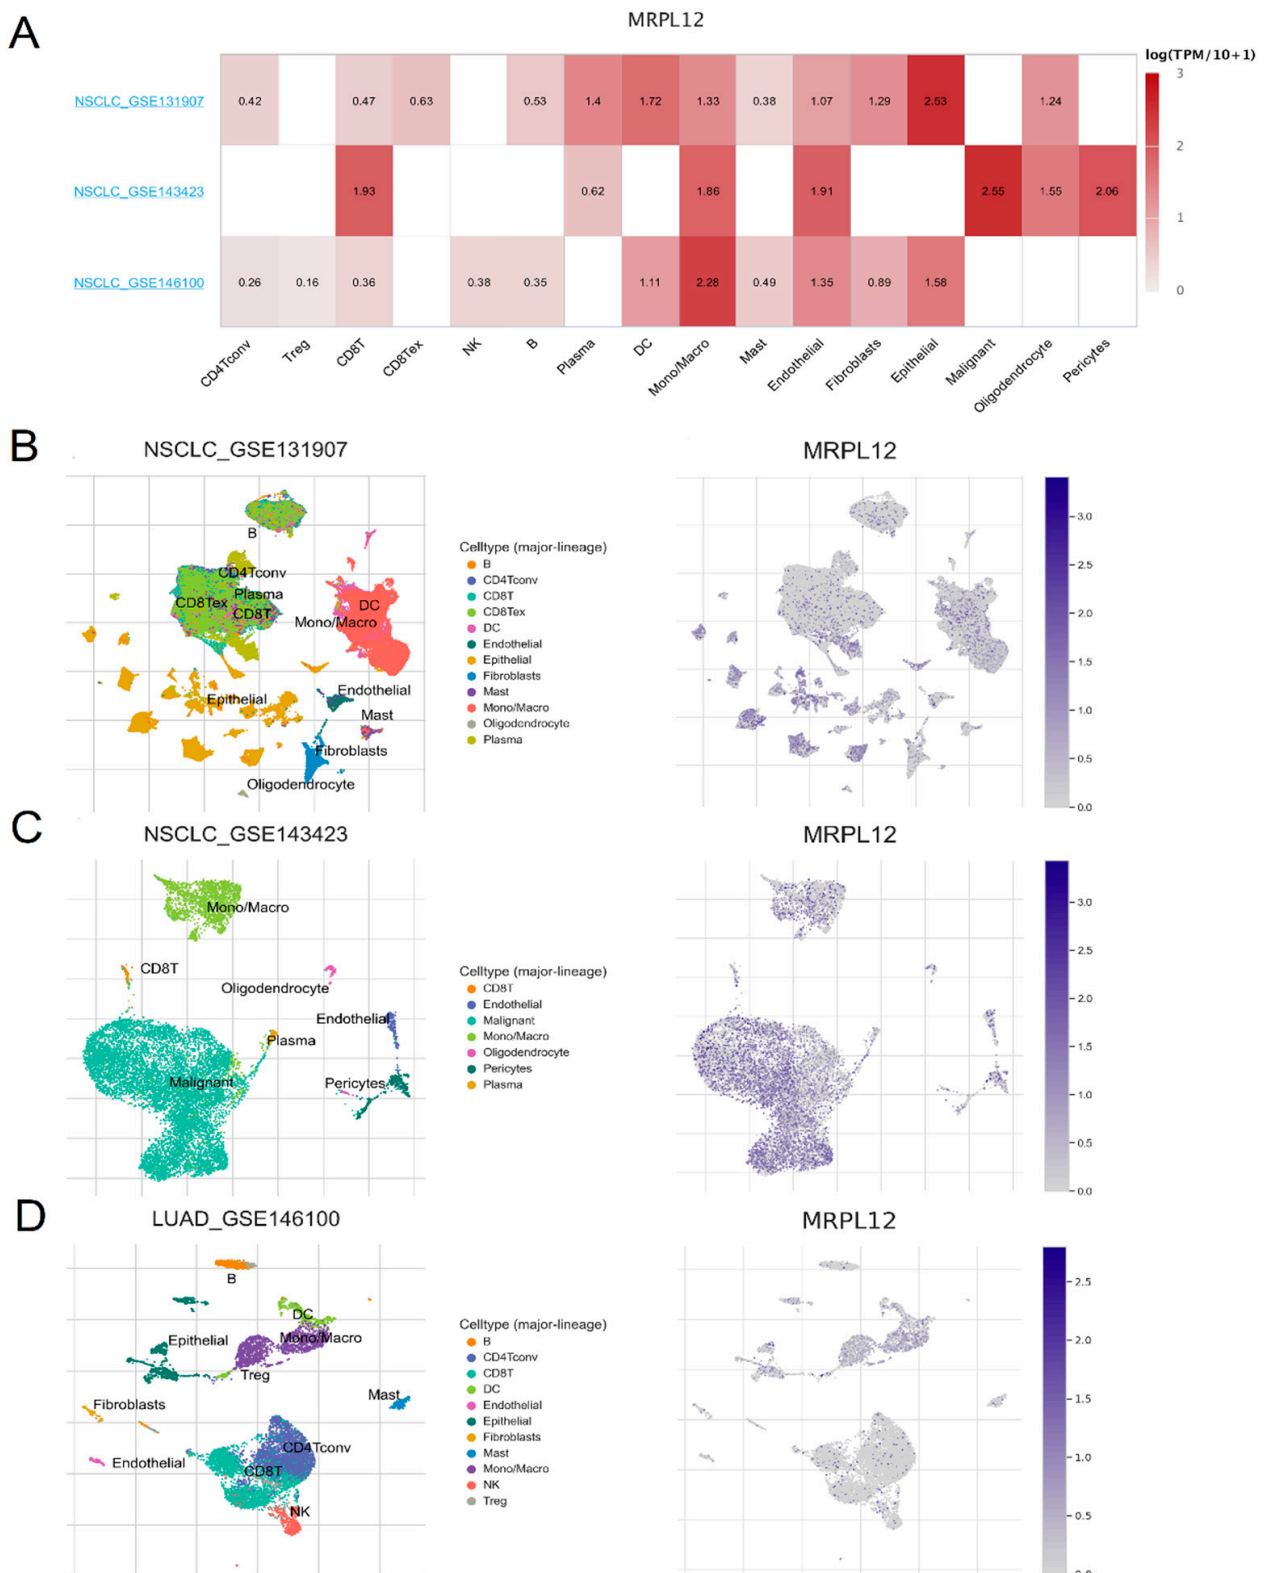 A
MRPL12
log(TPM/10+1)
NSCLC_GSE131907
0.42 0.47 0.63 0.53 1.4 1.72 1.33 0.38 1.07 1.29 2.53 1.24
NSCLC_GSE143423
1.93 0.62 1.86 1.91 2.55 1.55 2.06
NSCLC_GSE146100
0.26 0.16 0.36 0.38 0.35 1.11 2.28 0.49 1.35 0.89 1.58
3
2
1
0
CD4Tconv Treg CD8T CD8Tex NK B Plasma DC Mono/Macro Mast Endothelial Fibroblasts Epithelial Malignant Oligodendrocyte Pericytes
B
NSCLC_GSE131907
B
CD4Tconv
Plasma
CD8Tex
CD8T
DC
Mono/Macro
Epithelial
Endothelial
Mast
Fibroblasts
Oligodendrocyte
Celltype (major-lineage)
B
CD4Tconv
CD8T
CD8Tex
DC
Endothelial
Epithelial
Fibroblasts
Mast
Mono/Macro
Oligodendrocyte
Plasma
MRPL12
3.0
2.5
2.0
1.5
1.0
0.5
0.0
C
NSCLC_GSE143423
Mono/Macro
CD8T
Oligodendrocyte
Endothelial
Plasma
Malignant
Pericytes
Celltype (major-lineage)
CD8T
Endothelial
Malignant
Mono/Macro
Oligodendrocyte
Pericytes
Plasma
MRPL12
3.0
2.5
2.0
1.5
1.0
0.5
0.0
D
LUAD_GSE146100
B
DC
Epithelial
Mono/Macro
Treg
Mast
Fibroblasts
CD4Tconv
Endothelial
CD8T
NK
Celltype (major-lineage)
B
CD4Tconv
CD8T
DC
Endothelial
Epithelial
Fibroblasts
Mast
Mono/Macro
NK
Treg
MRPL12
2.5
2.0
1.5
1.0
0.5
0.0